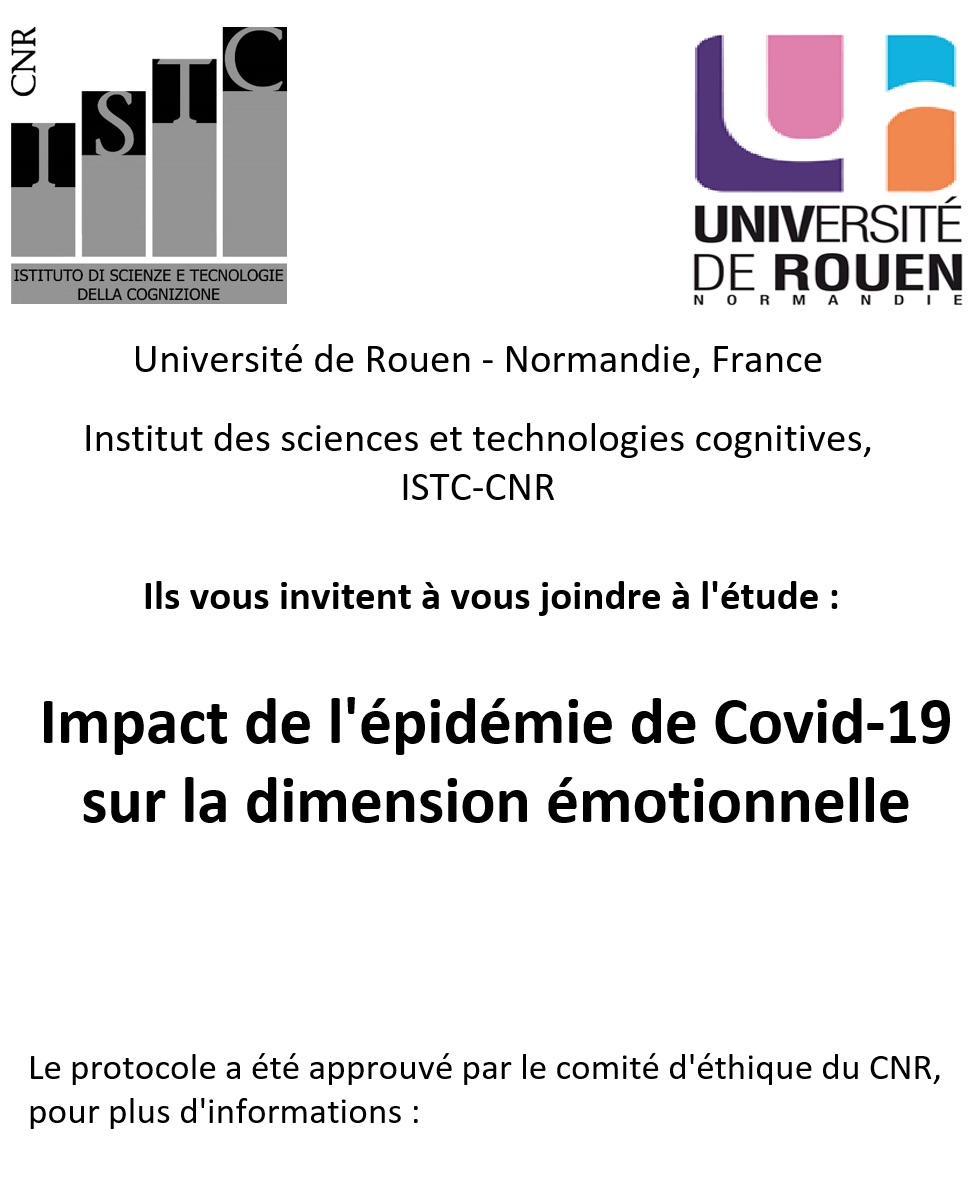 CNR
ISTC
ISTITUTO DI SCIENZE E TECNOLOGIE
DELLA COGNIZIONE
UNIVERSITÉ
DE ROUEN
NORMANDIE
Université de Rouen - Normandie, France
Institut des sciences et technologies cognitives,
ISTC-CNR
Ils vous invitent à vous joindre à l'étude :
Impact de l'épidémie de Covid-19
sur la dimension émotionnelle
Le protocole a été approuvé par le comité d'éthique du CNR,
pour plus d'informations :